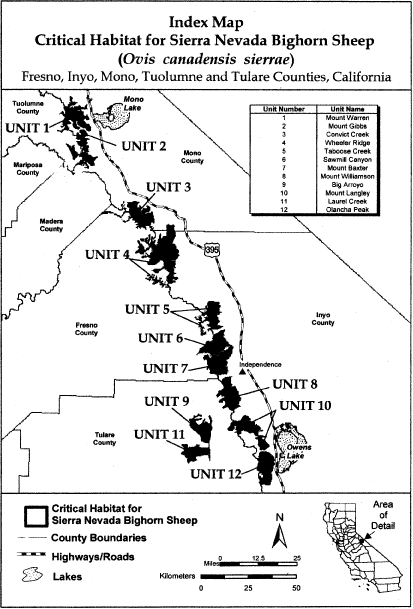 Index Map
Critical Habitat for Sierra Nevada Bighorn Sheep
(Ovis canadensis sierrae)
Fresno, Inyo, Mono, Tuolumne and Tulare Counties, California
Tuolumne County
Mono Lake
UNIT 1
UNIT 2
Mono County
Mariposa County
Unit Number Unit Name
1 Mount Warren
2 Mount Gibbs
3 Convict Creek
4 Wheeler Ridge
5 Taboose Creek
6 Sawmill Canyon
7 Mount Baxter
8 Mount Williamson
9 Big Arroyo
10 Mount Langley
11 Laurel Creek
12 Olancha Peak
UNIT 3
Madera County
395
UNIT 4
UNIT 5
Inyo County
Fresno County
UNIT 6
UNIT 7
Independence
UNIT 8
UNIT 9
UNIT 10
UNIT 11
Tulare County
Owens Lake
UNIT 12
Critical Habitat for
Sierra Nevada Bighorn Sheep
County Boundaries
Highways/Roads
Lakes
N
0 12.5 25
Miles
Kilometers
0 25 50
Area of Detail